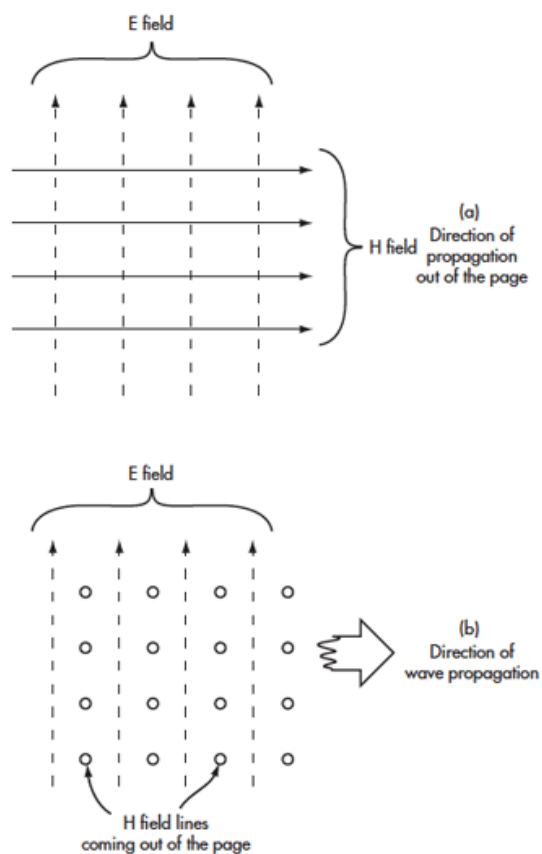 E field
H field
(a)
Direction of
propagation
out of the page
E field
(b)
Direction of
wave propagation
H field lines
coming out of the page